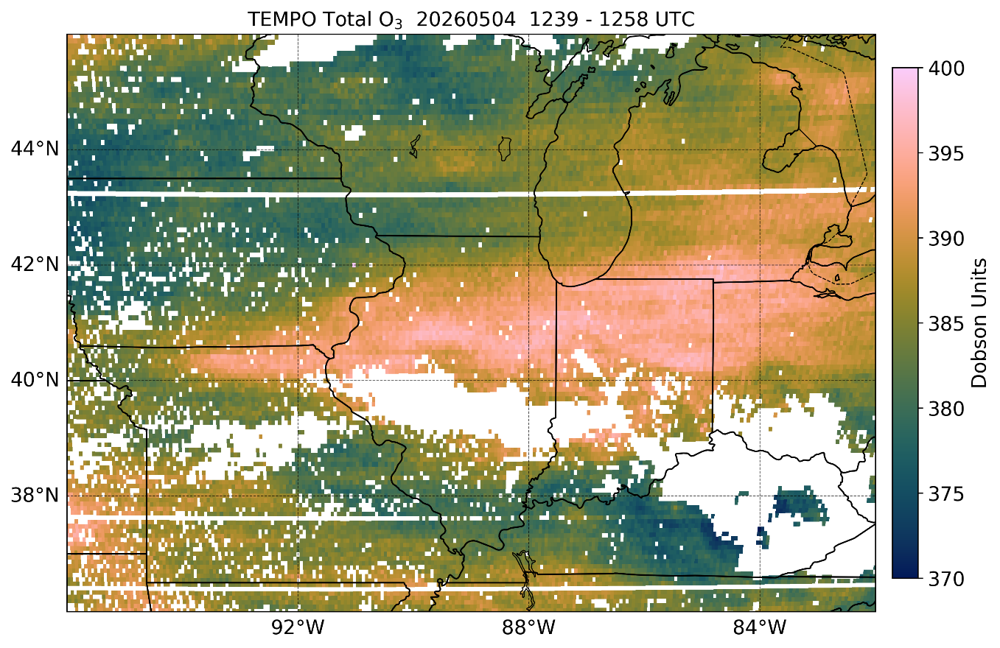 TEMPO Total O₃ 20260504 1239 - 1258 UTC
400
395
390
385
380
375
370
Dobson Units
44°N
42°N
40°N
38°N
92°W
88°W
84°W